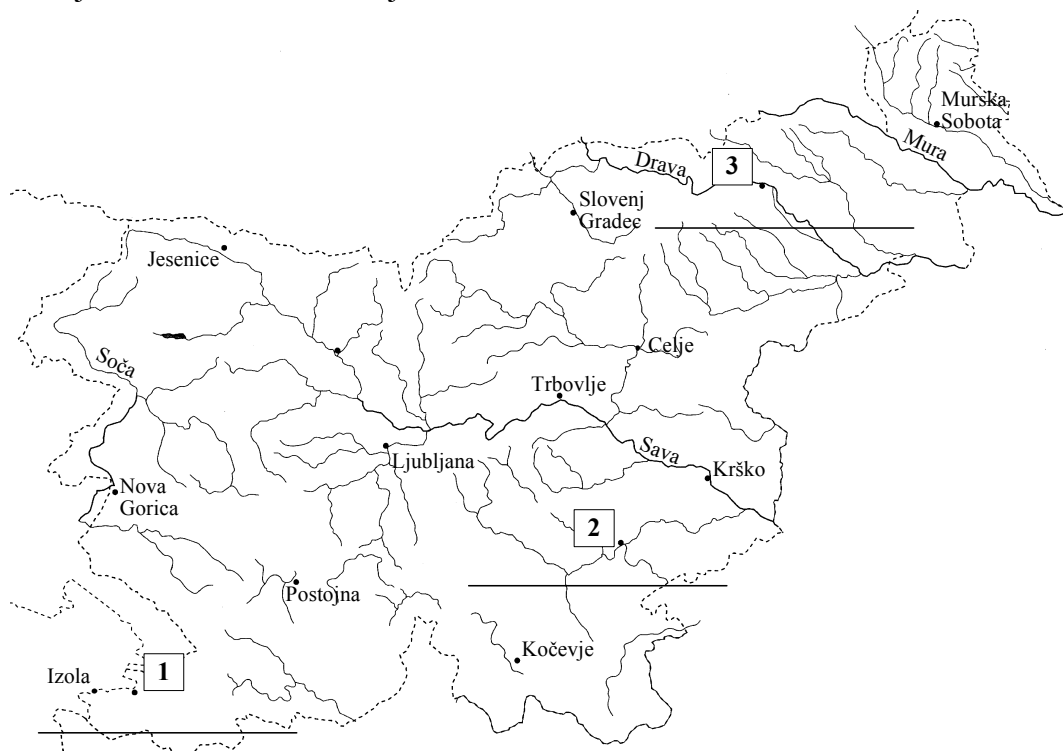 Murska
Sobota
Mura
Drava
3
Slovenj
Gradec
Jesenice
Soča
Celje
Trbovlje
Ljubljana
Sava
Krško
Nova
Gorica
2
Postojna
Kočevje
Izola
1